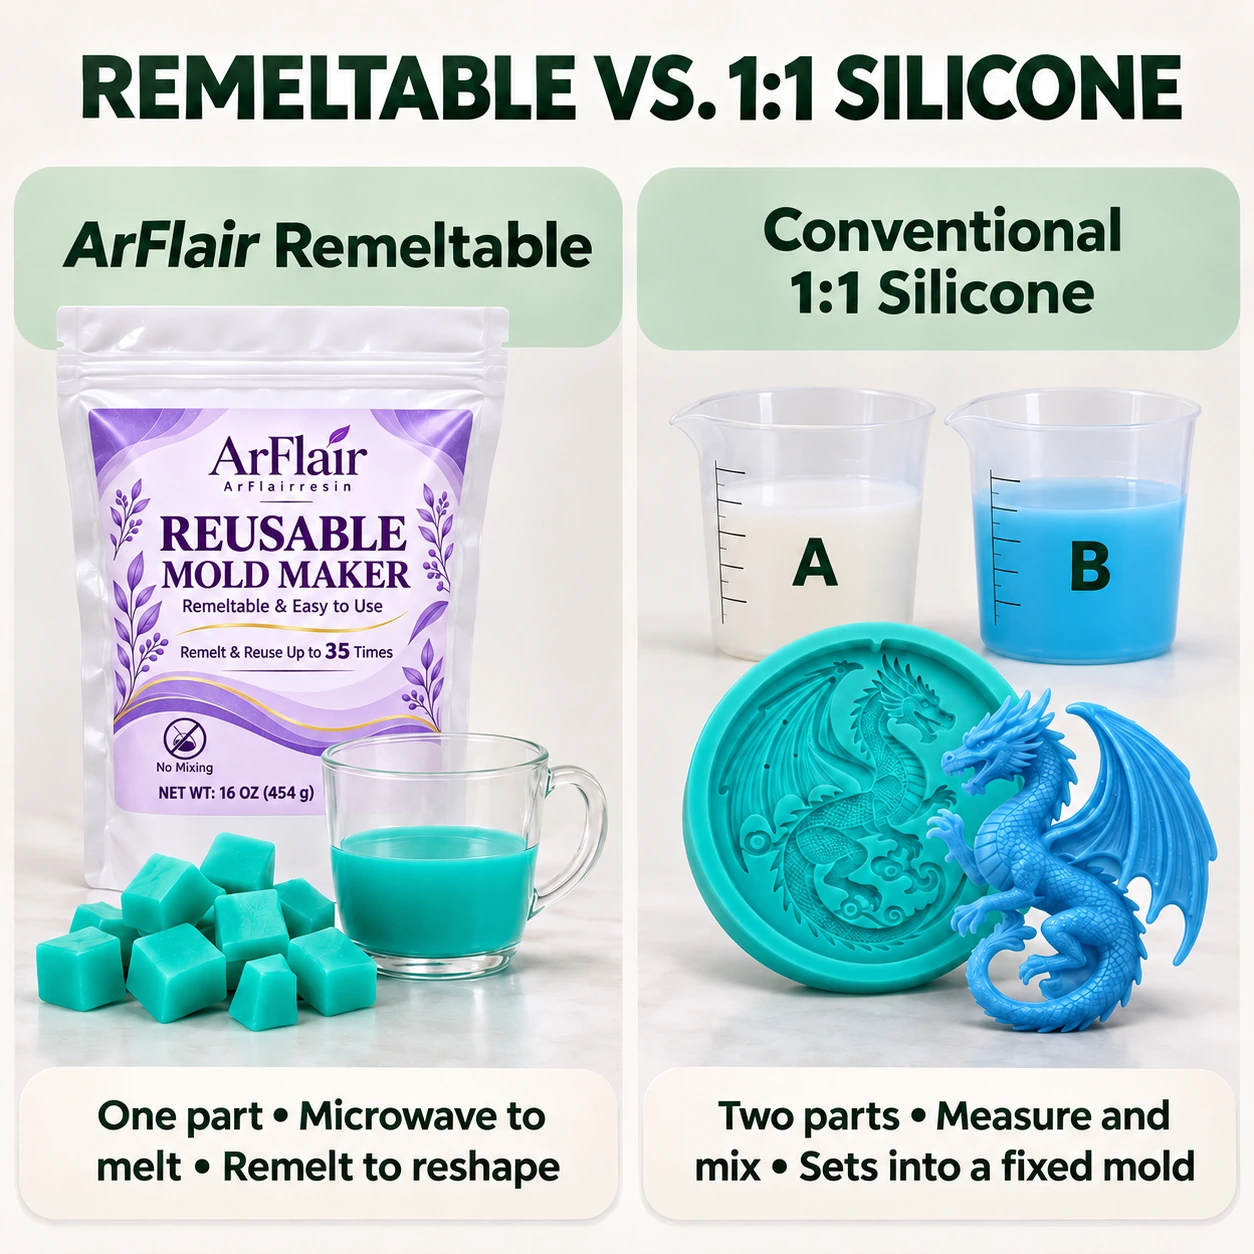 REMELTABLE VS. 1:1 SILICONE
ArFlair Remeltable
ArFlair
ArFlairresin
REUSABLE
MOLD MAKER
Remeltable & Easy to Use
Remelt & Reuse Up to 35 Times
No Mixing
NET WT: 16 OZ (454 g)
One part • Microwave to
melt • Remelt to reshape
Conventional
1:1 Silicone
A
B
Two parts • Measure and
mix • Sets into a fixed mold